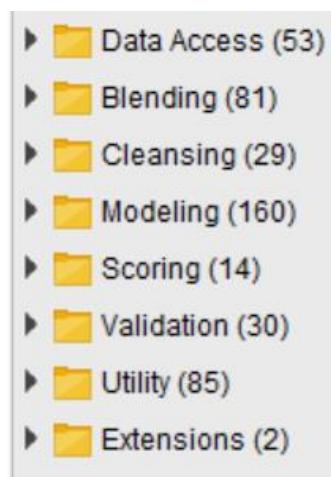 Data Access (53)
Blending (81)
Cleansing (29)
Modeling (160)
Scoring (14)
Validation (30)
Utility (85)
Extensions (2)